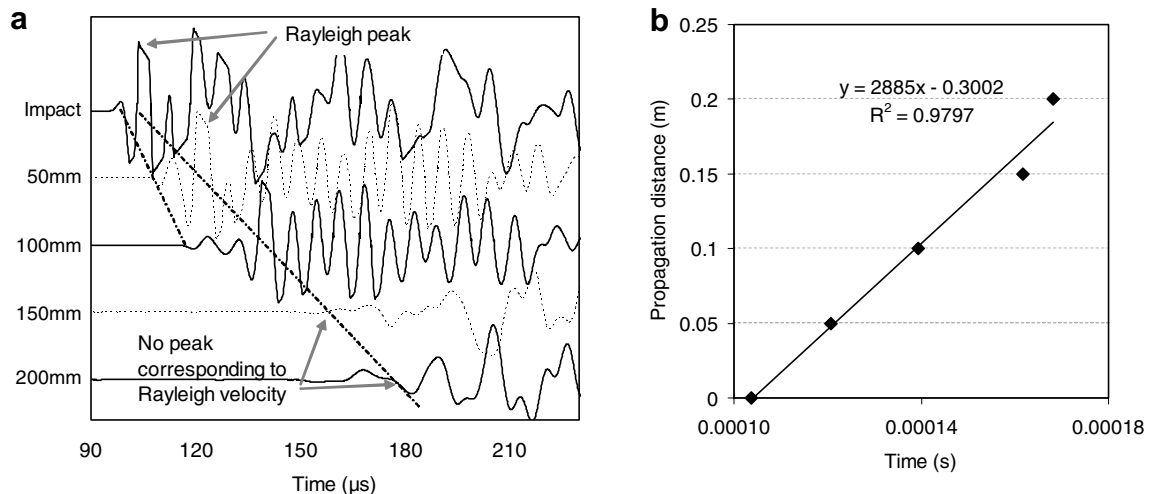 a
Rayleigh peak
Impact
50mm
100mm
150mm
200mm
No peak
corresponding to
Rayleigh velocity
90
120
150
180
210
Time (µs)
b
Propagation distance (m)
0.25
0.2
0.15
0.1
0.05
0
y = 2885x - 0.3002
R² = 0.9797
0.00010
0.00014
0.00018
Time (s)